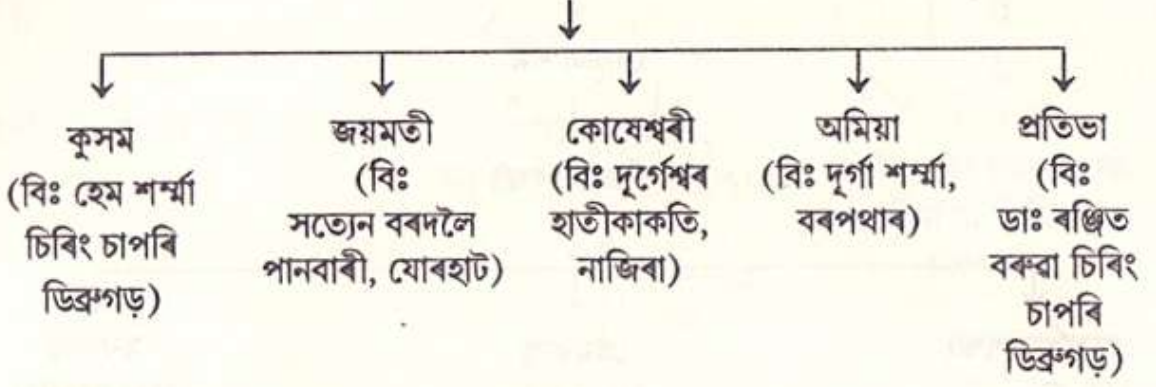 কুসম
(বিঃ হেম শৰ্ম্মা
চিৰিং চাপৰি
ডিব্ৰুগড়)
জয়মতী
(বিঃ
সত্যেন বৰদলৈ
পানবাৰী, যোৰহাট)
কোষেশ্বৰী
(বিঃ দূৰ্গেশ্বৰ
হাতীকাকতি,
নাজিৰা)
অমিয়া
(বিঃ দূৰ্গা শৰ্ম্মা,
বৰপথাৰ)
প্ৰতিভা
(বিঃ
ডাঃ ৰঞ্জিত
বৰুৱা চিৰিং
চাপৰি
ডিব্ৰুগড়)